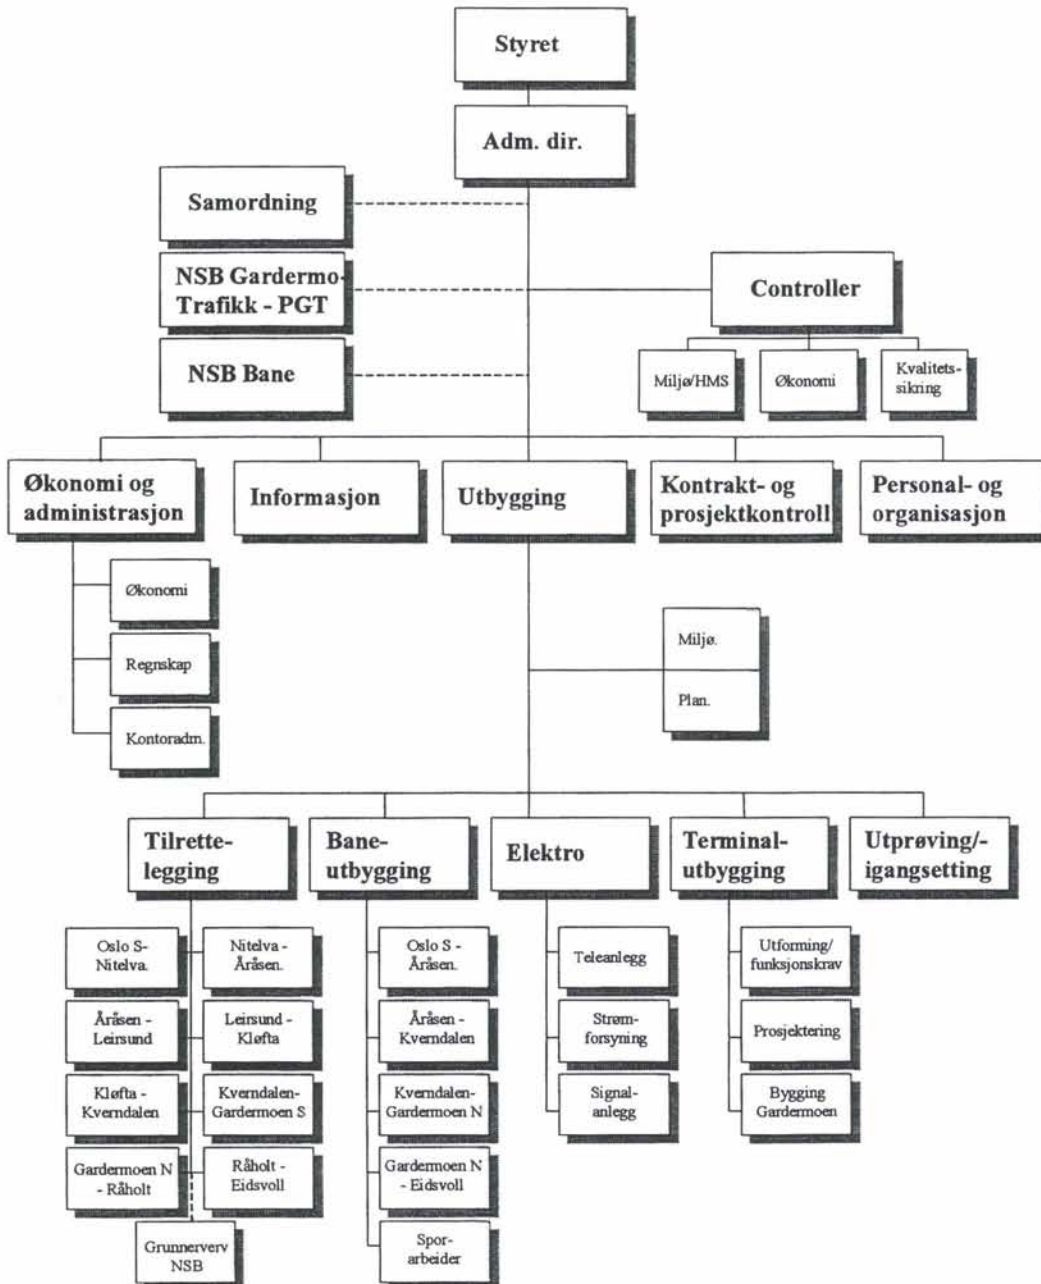 Styret
Adm. dir.
Samordning
NSB Gardermo-
Trafikk - PGT
Controller
NSB Bane
Miljø/HMS
Økonomi
Kvalitets-
sikring
Økonomi og
administrasjon
Informasjon
Utbygging
Kontrakt- og
prosjektkontroll
Personal- og
organisasjon
Økonomi
Regnskap
Kontoradm.
Miljø.
Plan.
Tilrette-
legging
Bane-
utbygging
Elektro
Terminal-
utbygging
Utprøving/-
igangsetting
Oslo S-
Nitelva.
Nitelva -
Åråsen.
Åråsen -
Leirsund
Leirsund -
Kløfta
Kløfta -
Kverndalen
Kverndalen-
Gardermoen S
Gardermoen N
- Råholt
Råholt -
Eidsvoll
Grunnerverv
NSB
Oslo S -
Åråsen.
Åråsen -
Kverndalen
Kverndalen-
Gardermoen N
Gardermoen N
- Eidsvoll
Spor-
arbeider
Teleanlegg
Strøm-
forsyning
Signal-
anlegg
Utforming/
funksjonskrav
Prosjektering
Bygging
Gardermoen